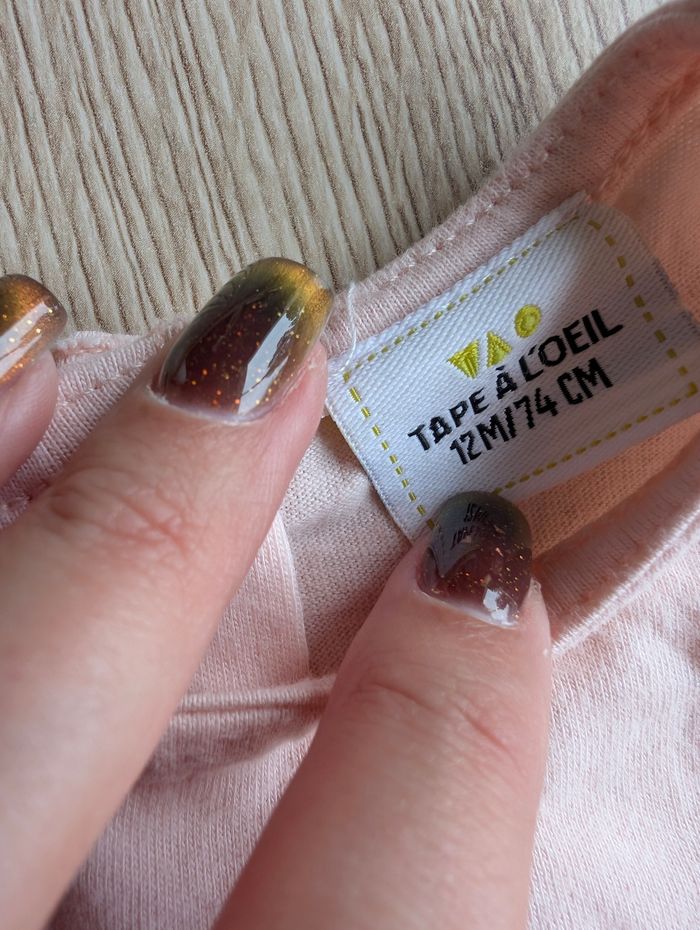 TAO
TAPE À L'OEIL
12M/74 CM